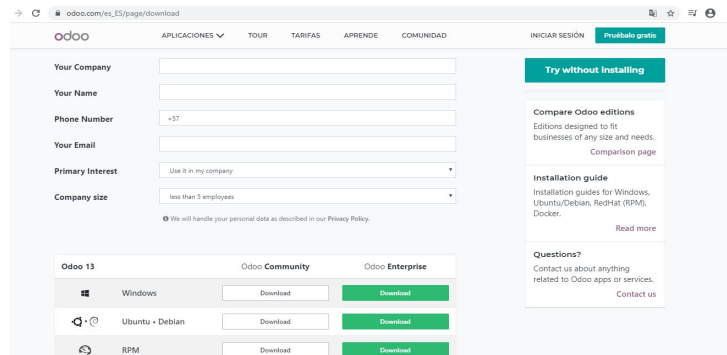 odoo.com/es_ES/page/download
odoo
APLICACIONES
TOUR
TARIFAS
APRENDE
COMUNIDAD
INICIAR SESIÓN
Pruébalo gratis
Your Company
Your Name
Phone Number
+57
Your Email
Primary Interest
Use it in my company
Company size
less than 5 employees
We will handle your personal data as described in our Privacy Policy.
Odoo 13
Odoo Community
Odoo Enterprise
Windows
Download
Download
Ubuntu • Debian
Download
Download
RPM
Download
Download
Try without Installing
Compare Odoo editions
Editions designed to fit
businesses of any size and needs.
Comparison page
Installation guide
Installation guides for Windows,
Ubuntu/Debian, RedHat (RPM),
Docker.
Read more
Questions?
Contact us about anything
related to Odoo apps or services.
Contact us